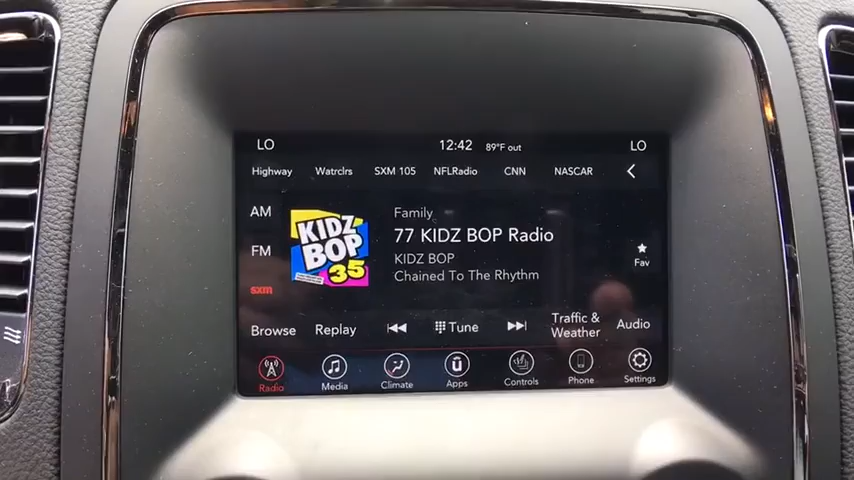 LO 12:42 89°F out LO
Highway Watrclrs SXM 105 NFLRadio CNN NASCAR
AM
FM
sxm
KIDZ
BOP
35
Family
77 KIDZ BOP Radio
KIDZ BOP
Chained To The Rhythm
Fav
Browse Replay Tune Traffic &
Weather Audio
Radio Media Climate Apps Controls Phone Settings